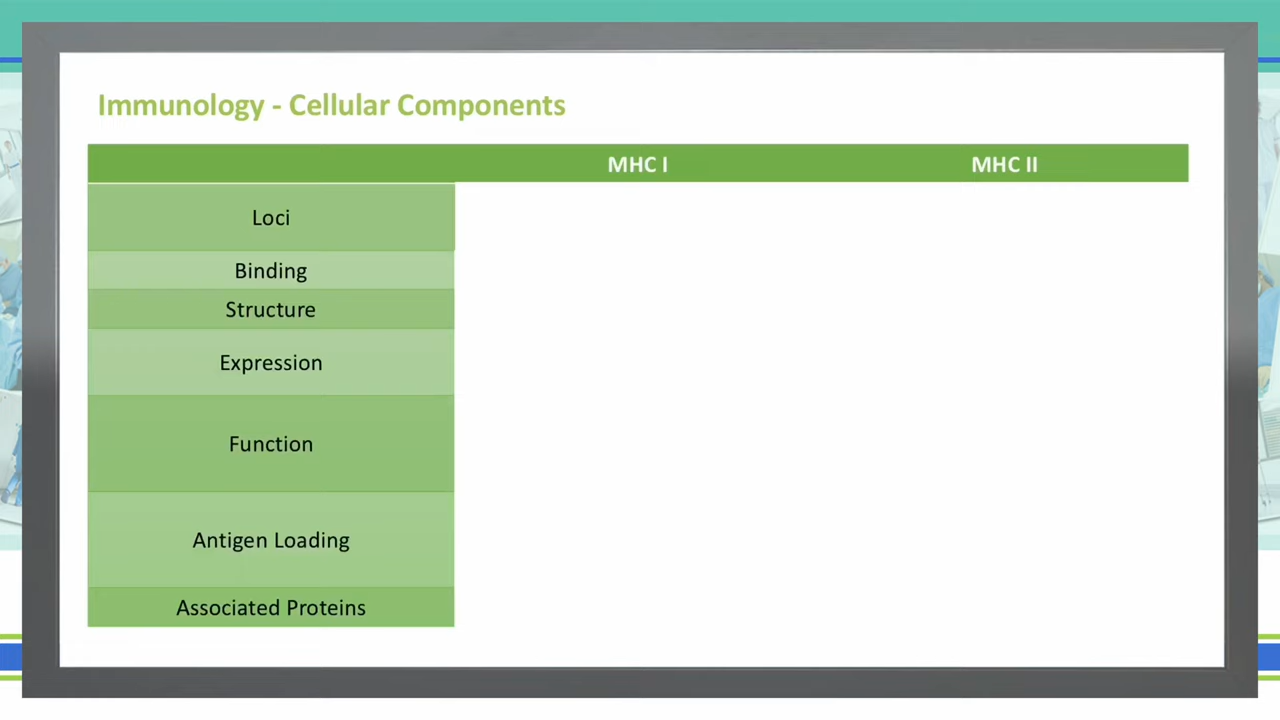 Immunology - Cellular Components
MHC I MHC II
Loci
Binding
Structure
Expression
Function
Antigen Loading
Associated Proteins